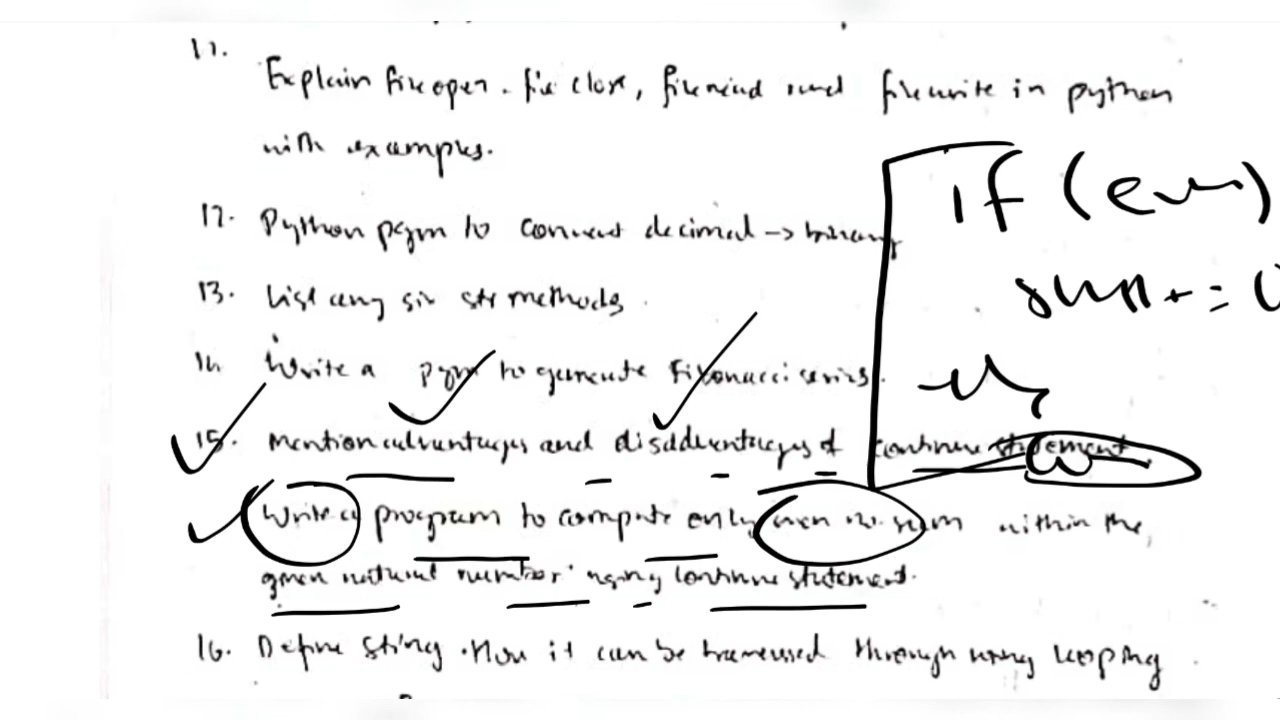 11.
Explain file open, file close, file read and file write in python
with examples.
12. Python pgm to convert decimal -> binary
13. List any six str methods.
14. Write a pgm to generate Fibonacci series.
15. Mention advantages and disadvantages of continue statement
Write a program to compute only even no. sum within the
given natural number using continue statement.
16. Define string. How it can be traversed through using looping
if (even)
sum+=